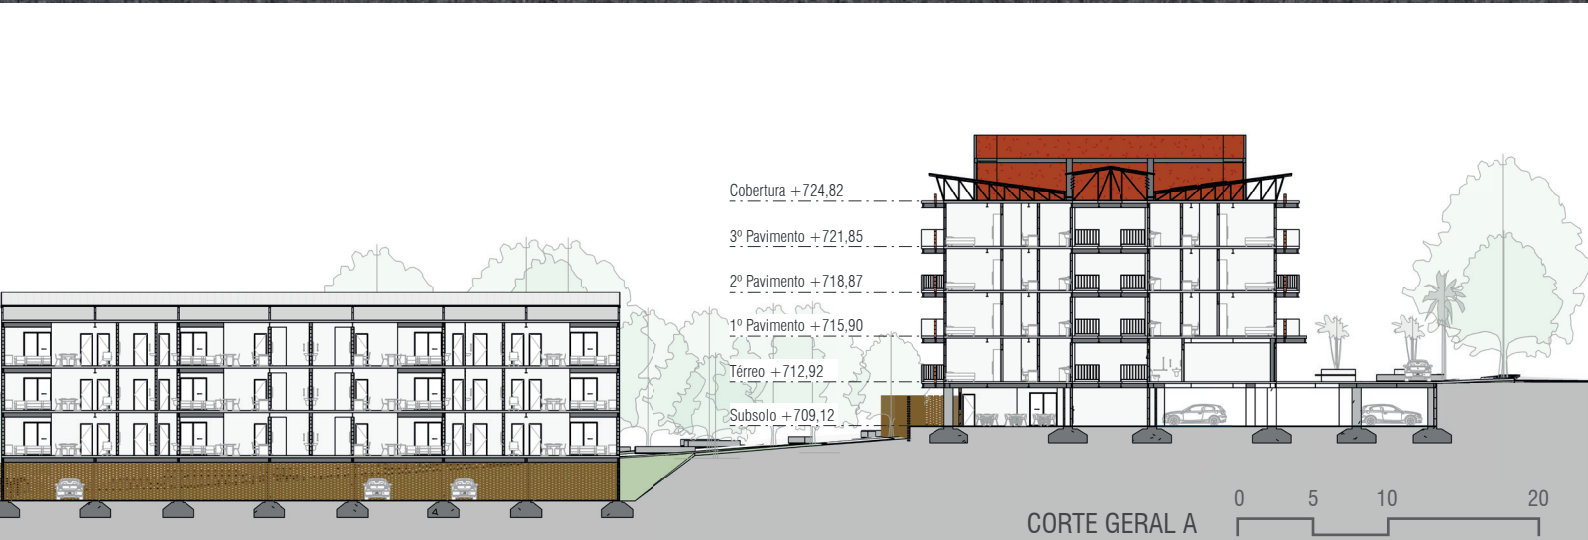 Cobertura +724,82
3º Pavimento +721,85
2º Pavimento +718,87
1º Pavimento +715,90
Térreo +712,92
Subsolo +709,12
CORTE GERAL A
0 5 10 20